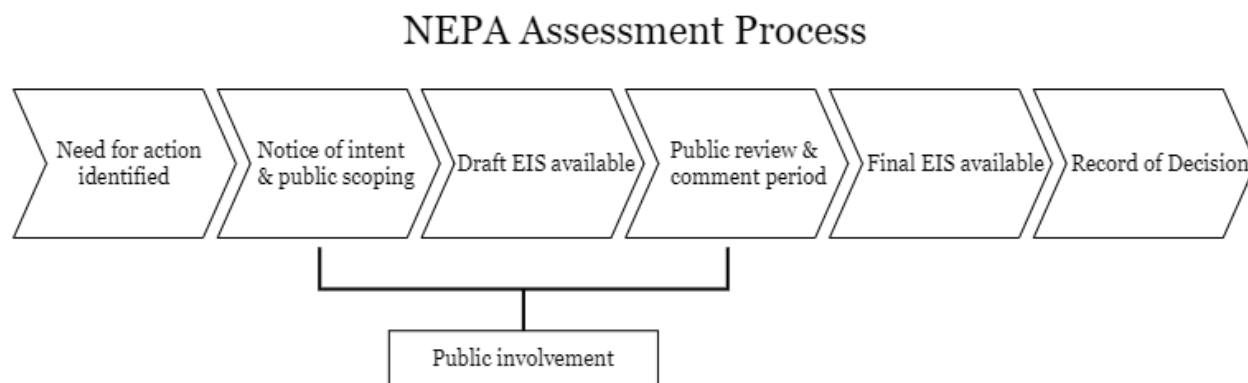 NEPA Assessment Process
Need for action
identified
Notice of intent
& public scoping
Draft EIS available
Public review &
comment period
Final EIS available
Record of Decision
Public involvement